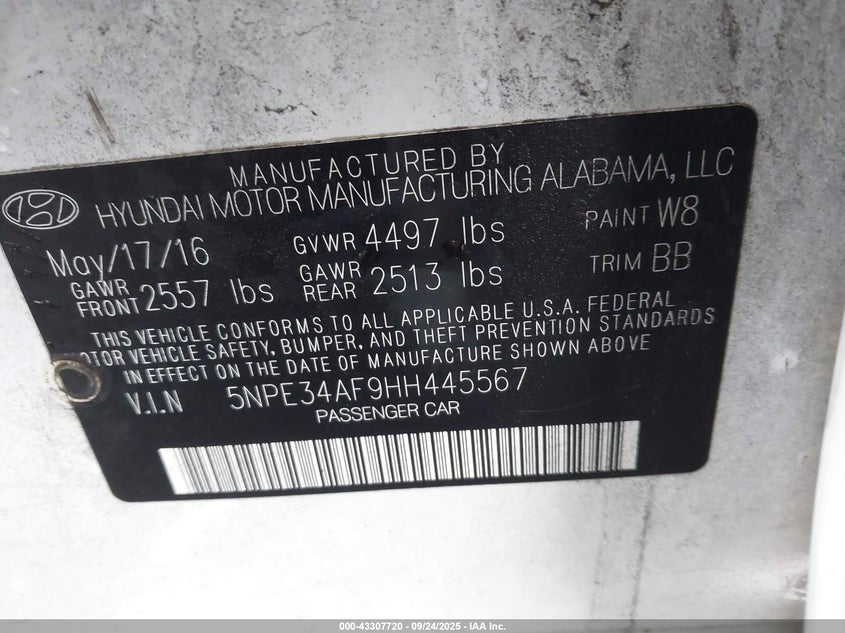 MANUFACTURED BY
HYUNDAI MOTOR MANUFACTURING ALABAMA, LLC
May/17/16 GVWR 4497 lbs PAINT W8
GAWR FRONT 2557 lbs GAWR REAR 2513 lbs TRIM BB
THIS VEHICLE CONFORMS TO ALL APPLICABLE U.S.A. FEDERAL
MOTOR VEHICLE SAFETY, BUMPER, AND THEFT PREVENTION STANDARDS
IN EFFECT ON THE DATE OF MANUFACTURE SHOWN ABOVE
V.I.N 5NPE34AF9HH445567
PASSENGER CAR
000-43307720 - 09/24/2025 - IAA Inc.